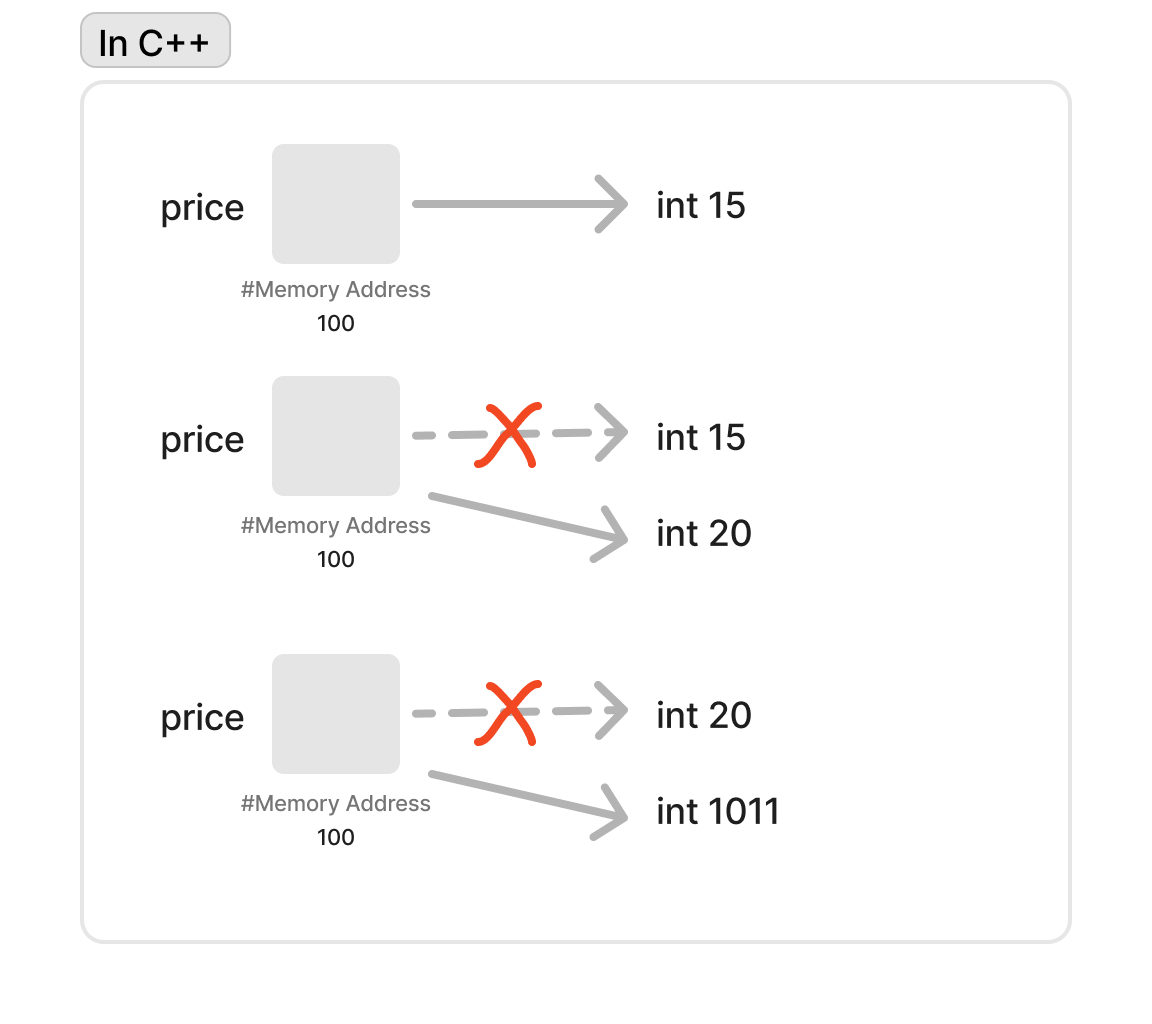 In C++
price
int 15
#Memory Address
100
price
int 15
int 20
#Memory Address
100
price
int 20
int 1011
#Memory Address
100